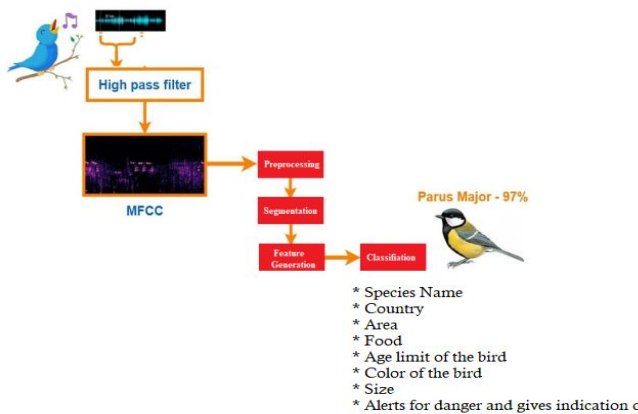 High pass filter
MFCC
Preprocessing
Segmentation
Feature
Generation
Classifiation
Parus Major - 97%
* Species Name
* Country
* Area
* Food
* Age limit of the bird
* Color of the bird
* Size
* Alerts for danger and gives indication o